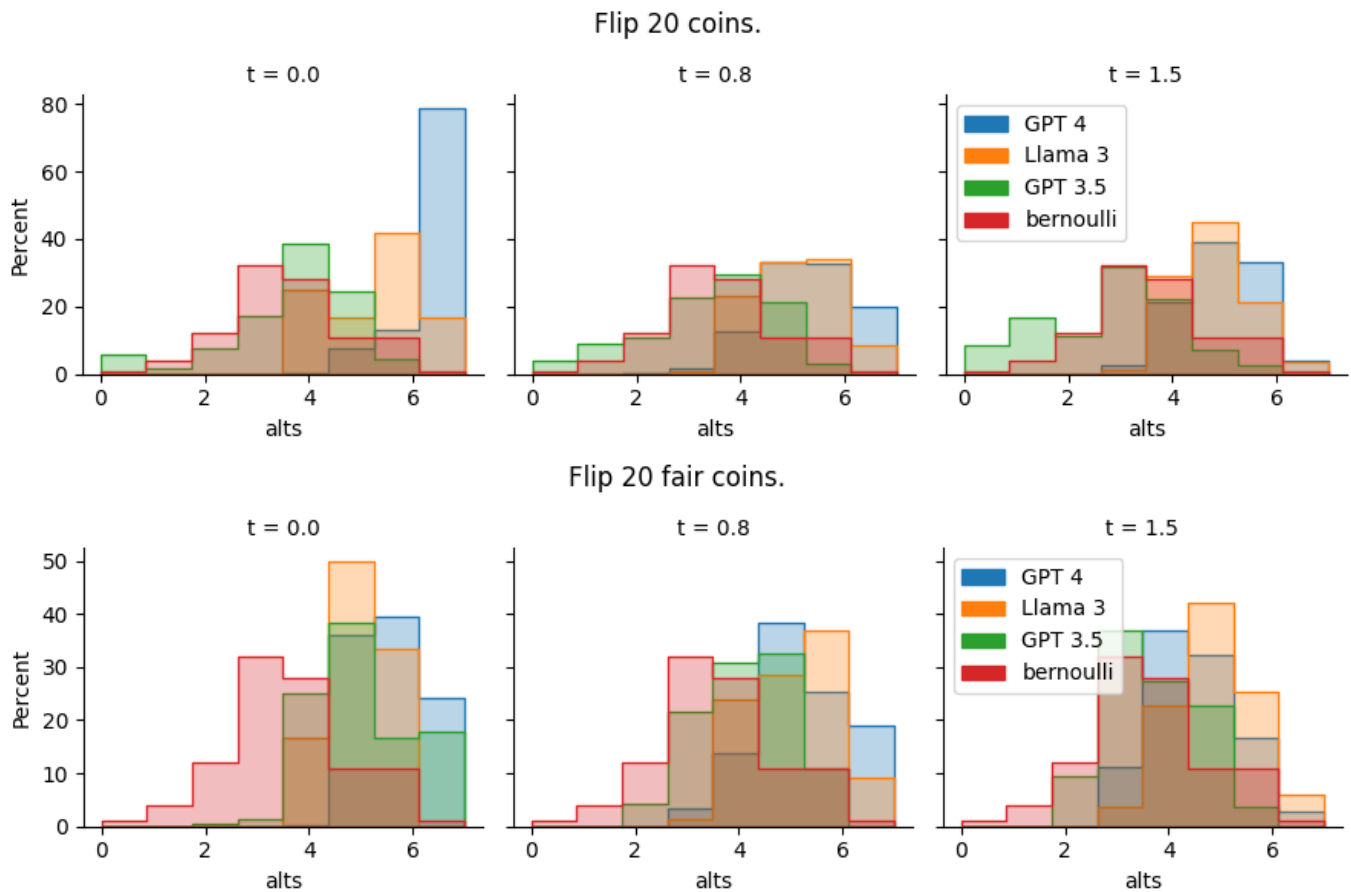 Flip 20 coins.
t = 0.0
t = 0.8
t = 1.5
80
60
40
20
0
Percent
GPT 4
Llama 3
GPT 3.5
bernoulli
0 2 4 6
0 2 4 6
0 2 4 6
alts
alts
alts
Flip 20 fair coins.
t = 0.0
t = 0.8
t = 1.5
50
40
30
20
10
0
Percent
GPT 4
Llama 3
GPT 3.5
bernoulli
0 2 4 6
0 2 4 6
0 2 4 6
alts
alts
alts